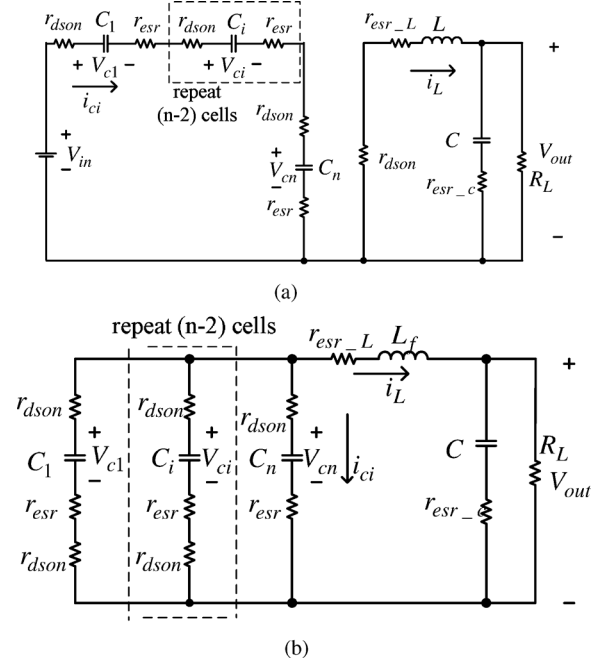 r_dson C_1 r_esr r_dson C_i r_esr r_esr_L L
+ V_c1 - + V_ci - +
i_ci repeat i_L
(n-2) cells
r_dson
+ V_in - + V_cn - C_n r_dson C V_out
r_esr r_esr_c R_L
-
(a)
repeat (n-2) cells
r_esr_L L_f
+
i_L
r_dson r_dson r_dson
C_1 + V_c1 - C_i + V_ci - C_n + V_cn - i_ci C R_L
V_out
r_esr r_esr r_esr r_esr_c
r_dson r_dson
-
(b)